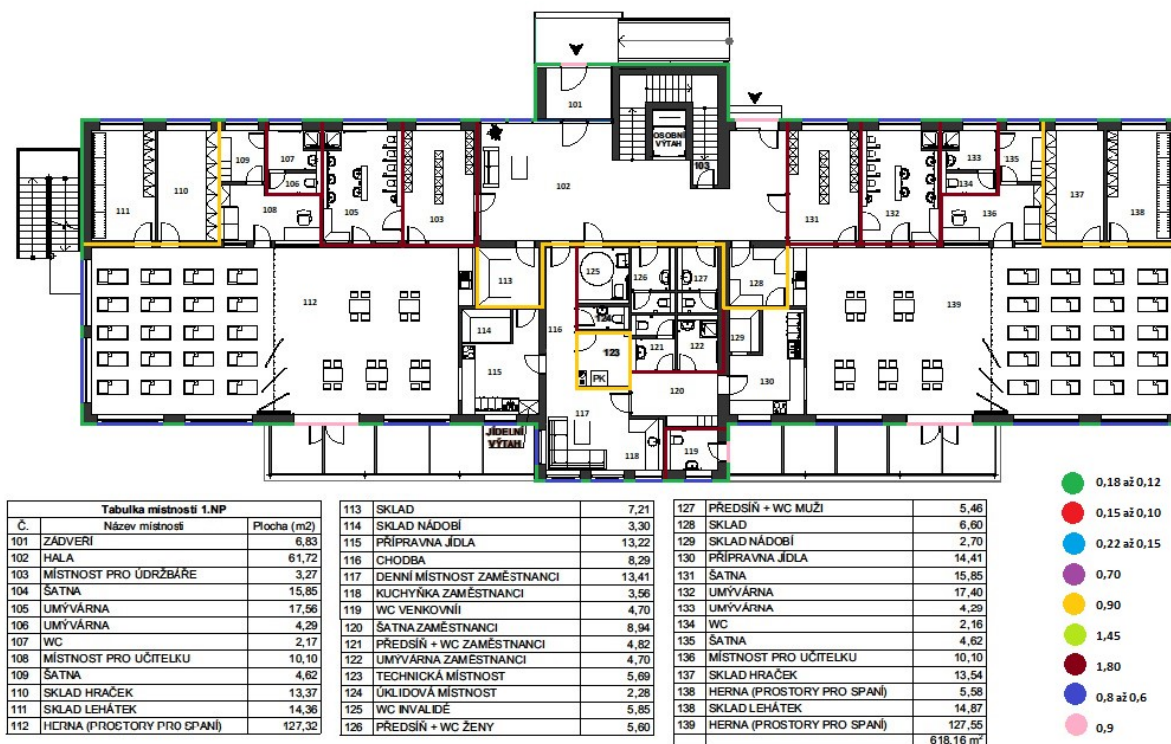 101
OSOBNÍ
VÝTAH
103
102
111
110
109
107
106
108
105
103
131
132
133
134
135
136
137
138
112
113
114
115
116
125
126
127
124
123
PK
121
122
120
117
118
119
128
129
130
139
JÍDELNÍ
VÝTAH
Tabulka místností 1.NP
Č. Název místnosti Plocha (m2)
101 ZÁDVEŘÍ 6,83
102 HALA 61,72
103 MÍSTNOST PRO ÚDRŽBÁŘE 3,27
104 ŠATNA 15,85
105 UMÝVÁRNA 17,56
106 UMÝVÁRNA 4,29
107 WC 2,17
108 MÍSTNOST PRO UČITELKU 10,10
109 ŠATNA 4,62
110 SKLAD HRAČEK 13,37
111 SKLAD LEHÁTEK 14,36
112 HERNA (PROSTORY PRO SPANÍ) 127,32
113 SKLAD 7,21
114 SKLAD NÁDOBÍ 3,30
115 PŘÍPRAVNA JÍDLA 13,22
116 CHODBA 8,29
117 DENNÍ MÍSTNOST ZAMĚSTNANCI 13,41
118 KUCHYŇKA ZAMĚSTNANCI 3,56
119 WC VENKOVNÍI 4,70
120 ŠATNA ZAMĚSTNANCI 8,94
121 PŘEDSÍŇ + WC ZAMĚSTNANCI 4,82
122 UMÝVÁRNA ZAMĚSTNANCI 4,70
123 TECHNICKÁ MÍSTNOST 5,69
124 ÚKLIDOVÁ MÍSTNOST 2,28
125 WC INVALIDÉ 5,85
126 PŘEDSÍŇ + WC ŽENY 5,60
127 PŘEDSÍŇ + WC MUŽI 5,46
128 SKLAD 6,60
129 SKLAD NÁDOBÍ 2,70
130 PŘÍPRAVNA JÍDLA 14,41
131 ŠATNA 15,85
132 UMÝVÁRNA 17,40
133 UMÝVÁRNA 4,29
134 WC 2,16
135 ŠATNA 4,62
136 MÍSTNOST PRO UČITELKU 10,10
137 SKLAD HRAČEK 13,54
138 HERNA (PROSTORY PRO SPANÍ) 5,58
138 SKLAD LEHÁTEK 14,87
139 HERNA (PROSTORY PRO SPANÍ) 127,55
618,16 m²
0,18 až 0,12
0,15 až 0,10
0,22 až 0,15
0,70
0,90
1,45
1,80
0,8 až 0,6
0,9